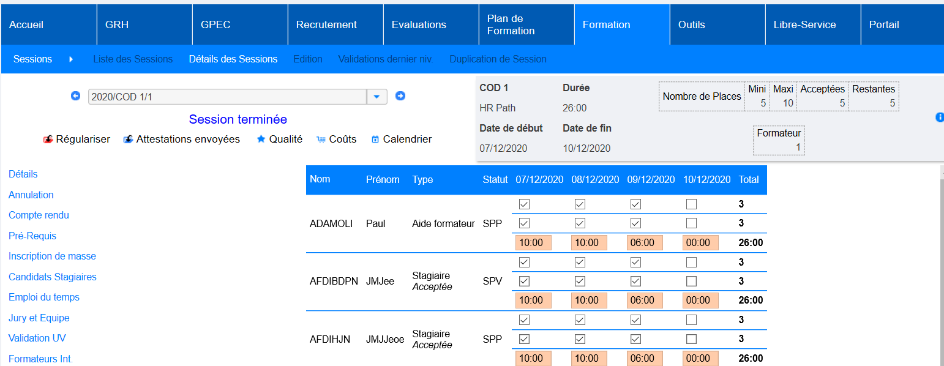 Accueil GRH GPEC Recrutement Evaluations Plan de Formation Formation Outils Libre-Service Portail
Sessions Liste des Sessions Détails des Sessions Edition Validations dernier niv Duplication de Session
2020/COD 1/1
Session terminée
Régulariser Attestations envoyées Qualité Coûts Calendrier
COD 1 Durée
HR Path 26:00
Date de début Date de fin
07/12/2020 10/12/2020
Nombre de Places Mini Maxi Acceptées Restantes
5 10 5 5
Formateur
1
Détails
Annulation
Compte rendu
Pré-Requis
Inscription de masse
Candidats Stagiaires
Emploi du temps
Jury et Equipe
Validation UV
Formateurs Int
Nom Prénom Type Statut 07/12/2020 08/12/2020 09/12/2020 10/12/2020 Total
3
ADAMOLI Paul Aide formateur SPP 3
10:00 10:00 06:00 00:00 26:00
3
AFDIBDPN JMJee Stagiaire Acceptée SPV 3
10:00 10:00 06:00 00:00 26:00
3
AFDIHJN JMJJeoe Stagiaire Acceptée SPP 3
10:00 10:00 06:00 00:00 26:00